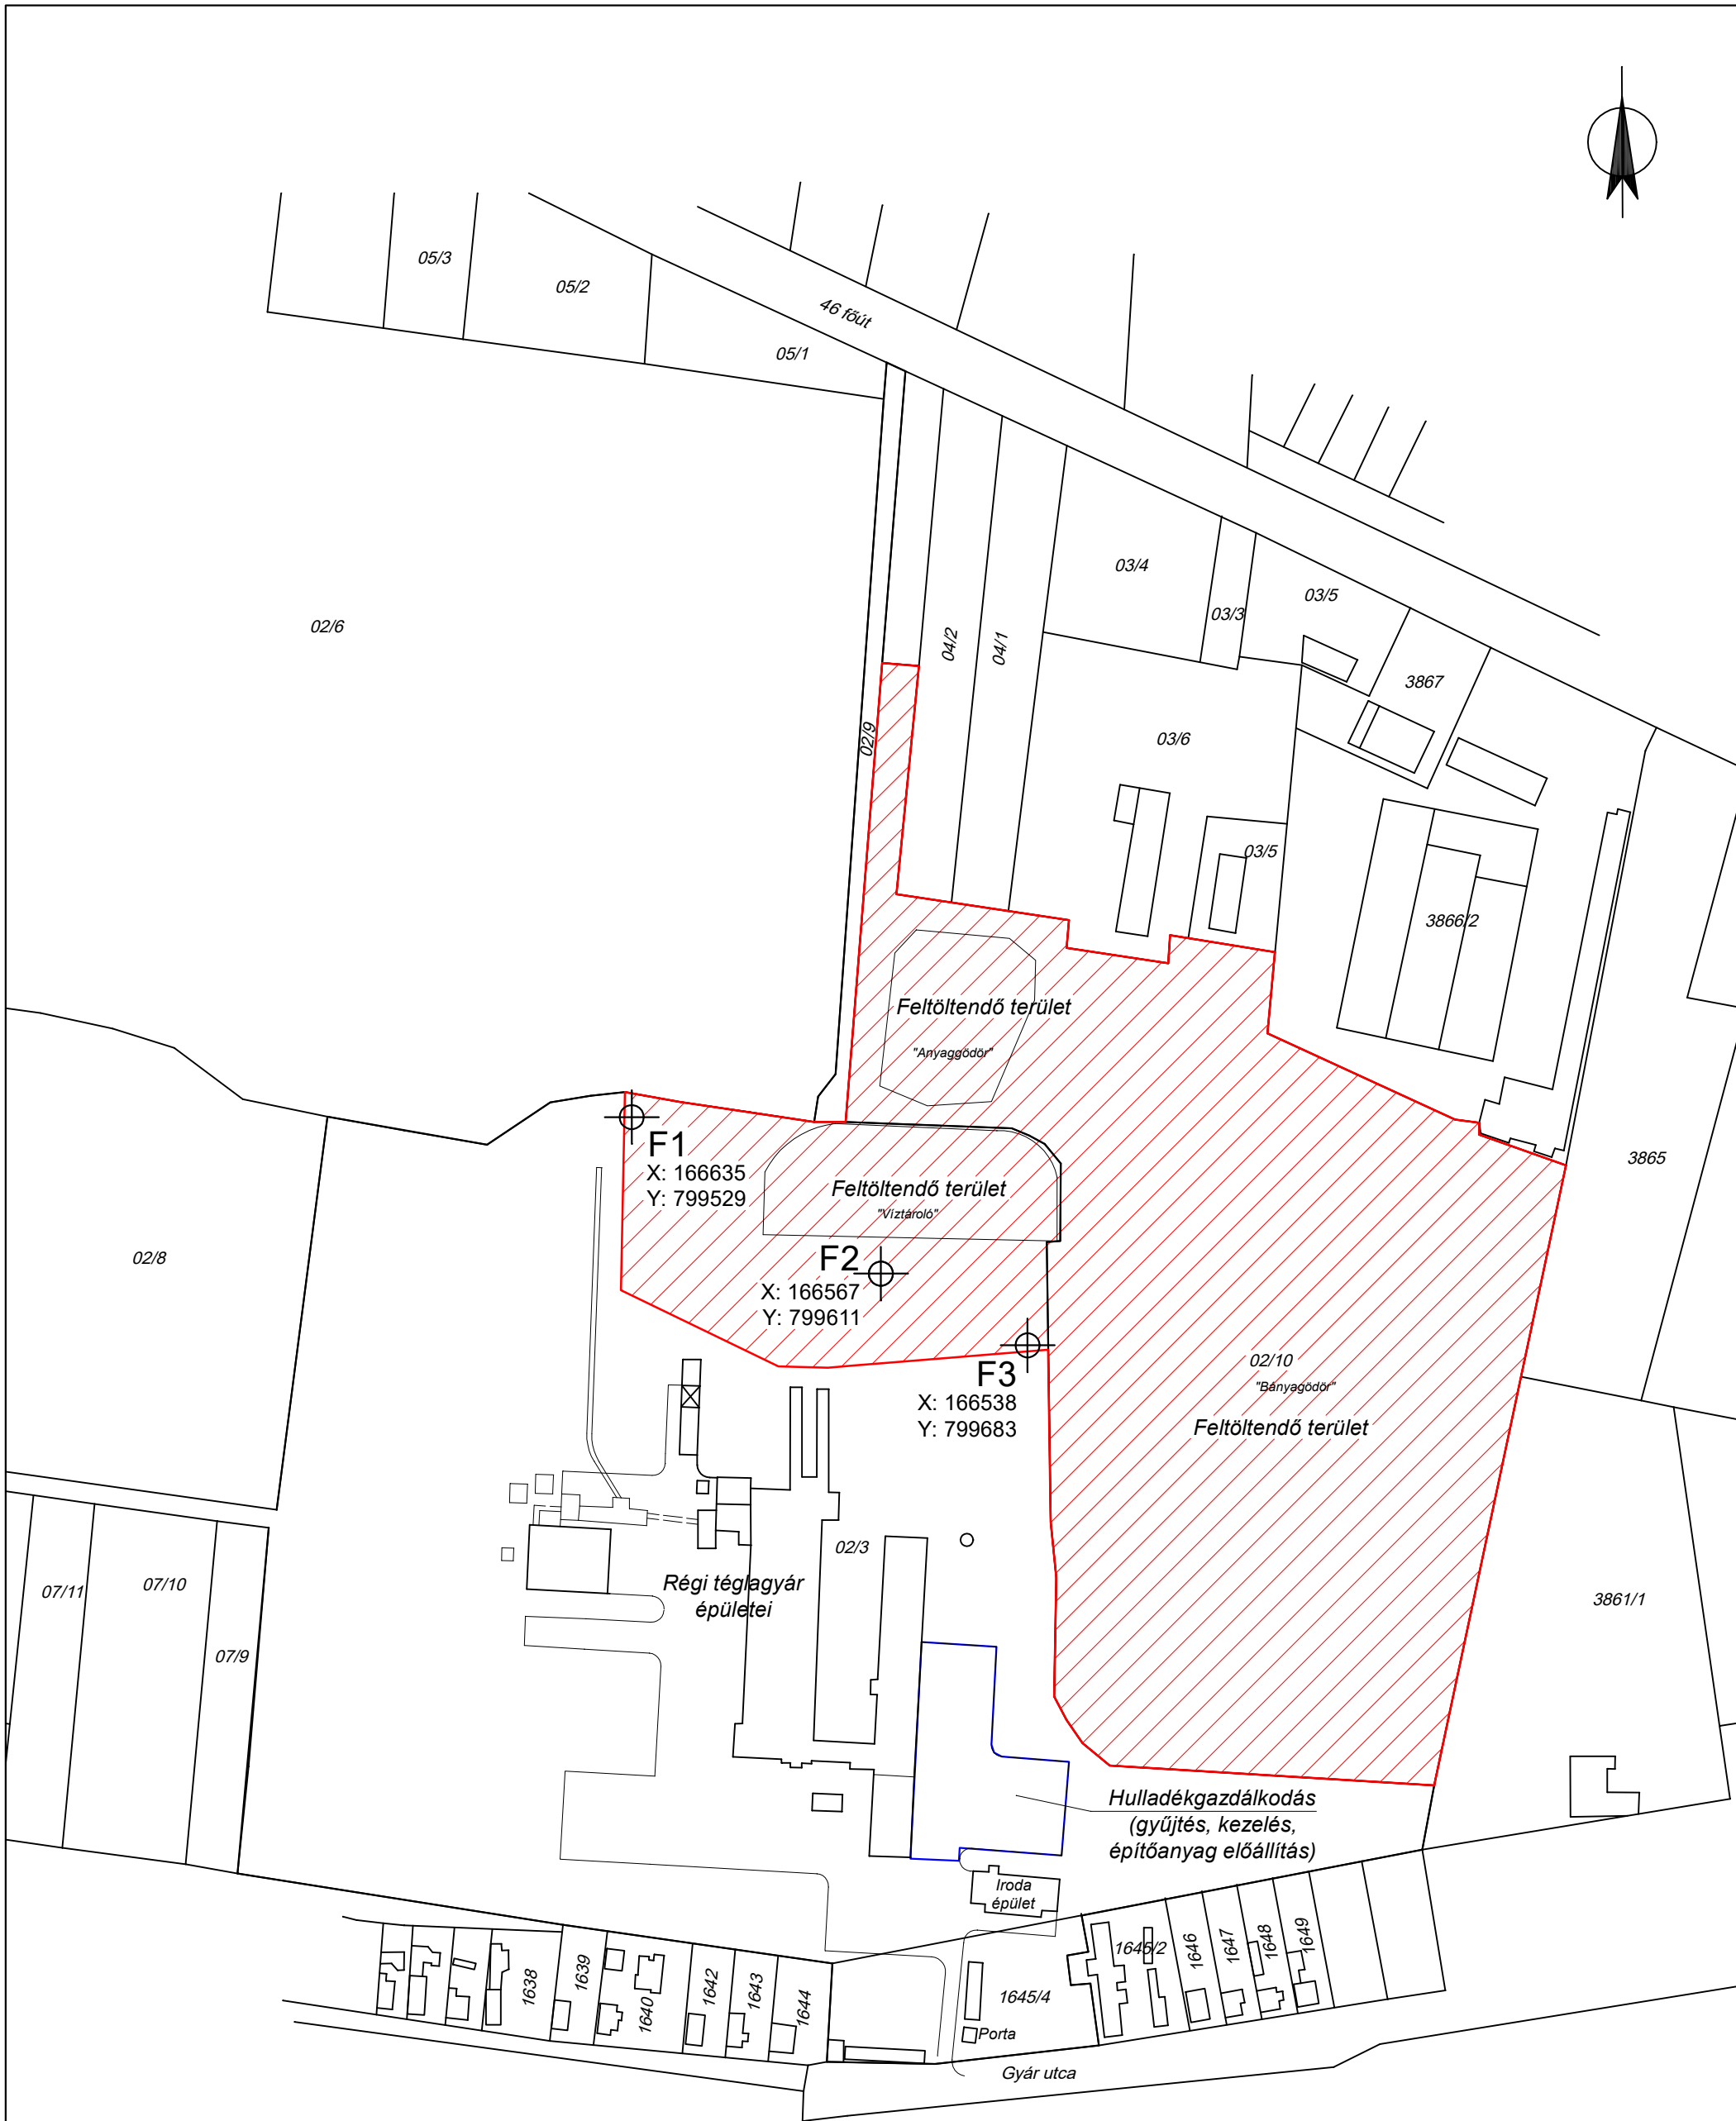 05/3
05/2
05/1
46 főút
02/6
04/2
04/1
03/4
03/3
03/5
3867
02/9
03/6
03/5
3866/2
Feltöltendő terület
"Anyaggödör"
F1
X: 166635
Y: 799529
Feltöltendő terület
"Víztároló"
3865
02/8
F2
X: 166567
Y: 799611
F3
X: 166538
Y: 799683
02/10
"Bányagödör"
Feltöltendő terület
02/3
Régi téglagyár
épületei
07/11
07/10
07/9
3861/1
Hulladékgazdálkodás
(gyűjtés, kezelés,
építőanyag előállítás)
Iroda
épület
1638
1639
1640
1642
1643
1644
1645/4
Porta
1645/2
1646
1647
1648
1649
Gyár utca